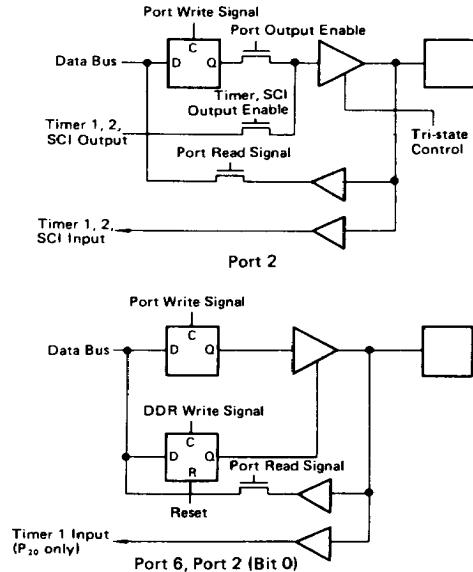 Port Write Signal
Port Output Enable
C
Data Bus
D
Q
Timer, SCI
Output Enable
Timer 1, 2,
SCI Output
Tri-state
Control
Port Read Signal
Timer 1, 2,
SCI Input
Port 2
Port Write Signal
C
Data Bus
D
Q
DDR Write Signal
C
D
Q
R
Port Read Signal
Reset
Timer 1 Input
(P20 only)
Port 6, Port 2 (Bit 0)